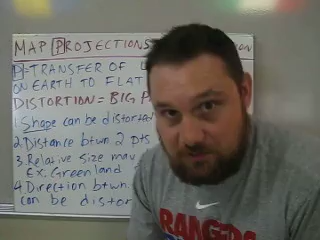 MAP PROJECTIONS
D-TRANSFER OF
ON EARTH TO FLAT
DISTORTION = BIG
1. Shape can be distorted
2. Distance btwn 2 pts
3. Relative size may
Ex. Greenland
4. Direction btwn.
can be distor
RANGERS